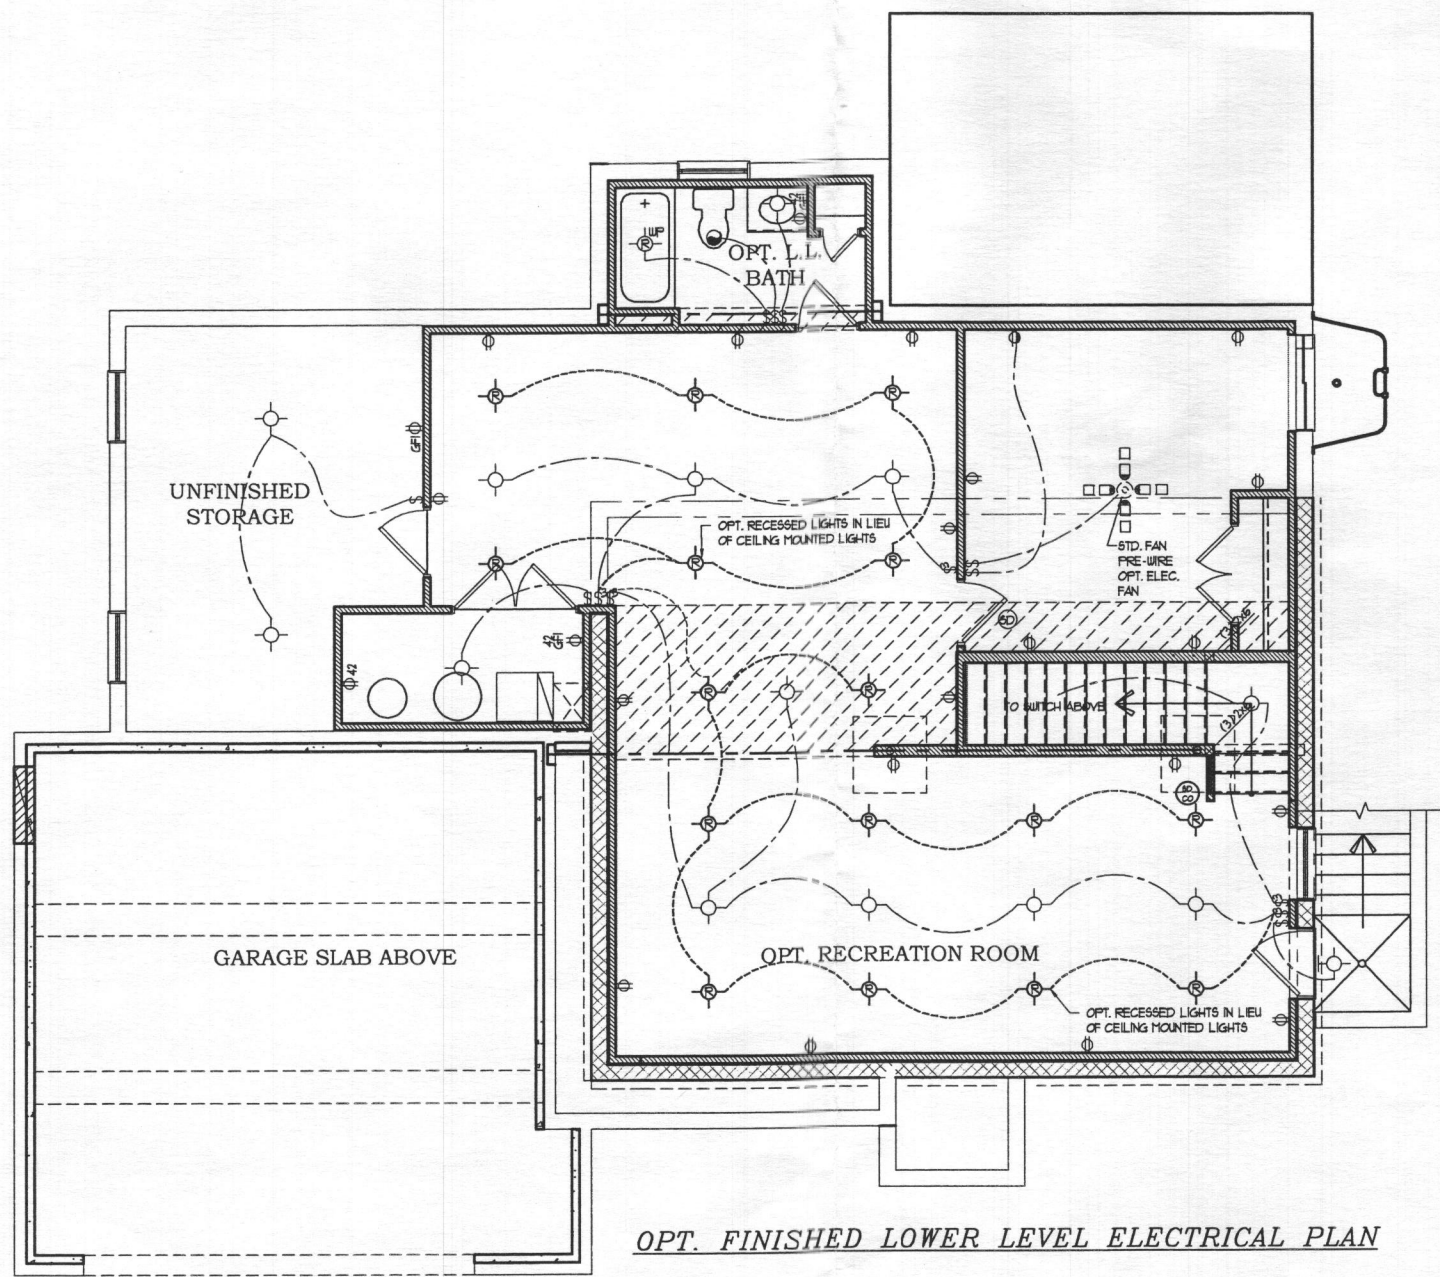 42
GFI
WP
R
OPT. L.L.
BATH
R
R
R
GFI
UNFINISHED
STORAGE
OPT. RECESSED LIGHTS IN LIEU
OF CEILING MOUNTED LIGHTS
STD. FAN
PRE-WIRE
OPT. ELEC.
FAN
R
R
R
SD
42
GFI
42
R
R
TO SWITCH ABOVE
SD
CO
R
R
R
R
GARAGE SLAB ABOVE
OPT. RECREATION ROOM
R
R
R
R
OPT. RECESSED LIGHTS IN LIEU
OF CEILING MOUNTED LIGHTS
OPT. FINISHED LOWER LEVEL ELECTRICAL PLAN